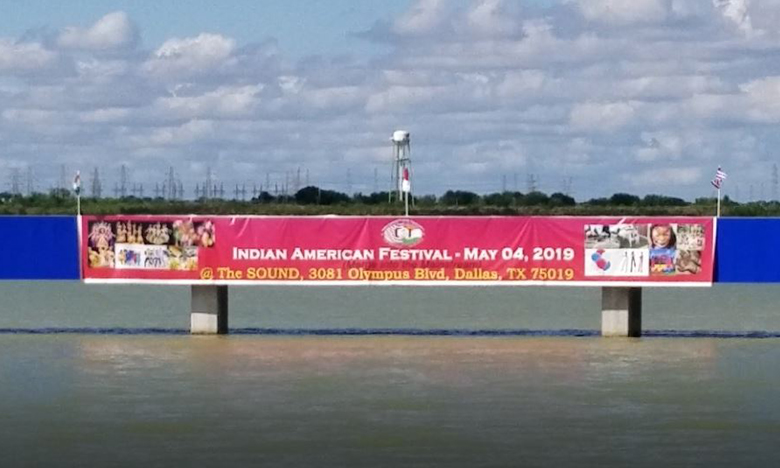 INDIAN AMERICAN FESTIVAL - MAY 04, 2019
@ The SOUND, 3081 Olympus Blvd, Dallas, TX 75019